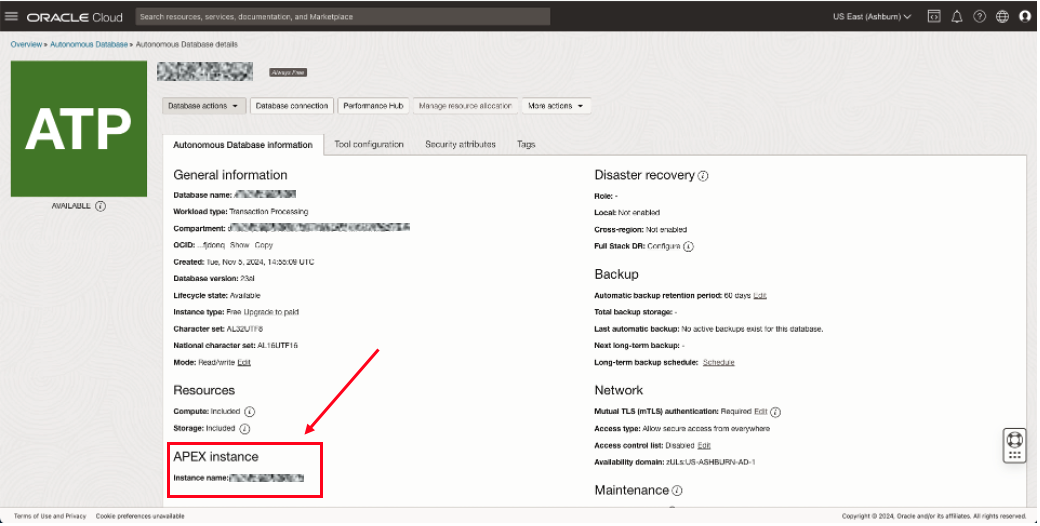 ORACLE Cloud
Search resources, services, documentation, and Marketplace
US East (Ashburn)
Overview » Autonomous Database » Autonomous Database details
ATP
AVAILABLE
Always Free
Database actions
Database connection
Performance Hub
Manage resource allocation
More actions
Autonomous Database information
Tool configuration
Security attributes
Tags
General information
Database name:
Workload type: Transaction Processing
Compartment:
OCID: ...fjdonq Show Copy
Created: Tue, Nov 5, 2024, 14:55:09 UTC
Database version: 23ai
Lifecycle state: Available
Instance type: Free Upgrade to paid
Character set: AL32UTF8
National character set: AL16UTF16
Mode: Read/write Edit
Resources
Compute: Included
Storage: Included
APEX instance
Instance name:
Disaster recovery
Role: -
Local: Not enabled
Cross-region: Not enabled
Full Stack DR: Configure
Backup
Automatic backup retention period: 60 days Edit
Total backup storage: -
Last automatic backup: No active backups exist for this database.
Next long-term backup: -
Long-term backup schedule: Schedule
Network
Mutual TLS (mTLS) authentication: Required Edit
Access type: Allow secure access from everywhere
Access control list: Disabled Edit
Availability domain: zULs:US-ASHBURN-AD-1
Maintenance
Terms of Use and Privacy
Cookie preferences unavailable
Copyright © 2024, Oracle and/or its affiliates. All rights reserved.